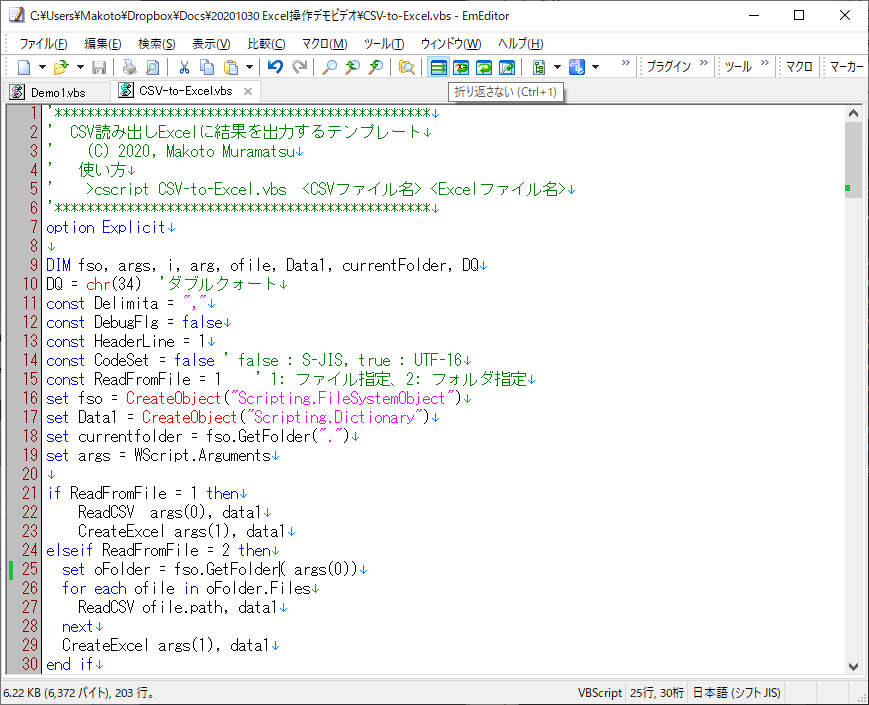 C:¥Users¥Makoto¥Dropbox¥Docs¥20201030 Excel操作デモビデオ¥CSV-to-Excel.vbs - EmEditor
ファイル(F) 編集(E) 検索(S) 表示(V) 比較(C) マクロ(M) ツール(T) ウィンドウ(W) ヘルプ(H)
プラグイン » ツール » マクロ マーカー
Demo1.vbs CSV-to-Excel.vbs ×
折り返さない (Ctrl+1)
1 '***********************************************↓
2 '  CSV読み出しExcelに結果を出力するテンプレート↓
3 '    (C) 2020, Makoto Muramatsu↓
4 '   使い方↓
5 '    >cscript CSV-to-Excel.vbs  <CSVファイル名> <Excelファイル名>↓
6 '***********************************************↓
7 option Explicit↓
8 ↓
9 DIM fso, args, i, arg, ofile, Data1, currentFolder, DQ↓
10 DQ = chr(34)  'ダブルクォート↓
11 const Delimita = ","↓
12 const DebugFlg = false↓
13 const HeaderLine = 1↓
14 const CodeSet = false ' false : S-JIS, true : UTF-16↓
15 const ReadFromFile = 1    ' 1: ファイル指定、2: フォルダ指定↓
16 set fso = CreateObject("Scripting.FileSystemObject")↓
17 set Data1 = CreateObject("Scripting.Dictionary")↓
18 set currentfolder = fso.GetFolder(".")↓
19 set args = WScript.Arguments↓
20 ↓
21 if ReadFromFile = 1 then↓
22     ReadCSV  args(0), data1↓
23     CreateExcel args(1), data1↓
24 elseif ReadFromFile = 2 then↓
25   set oFolder = fso.GetFolder( args(0))↓
26   for each ofile in oFolder.Files↓
27     ReadCSV ofile.path, data1↓
28   next↓
29   CreateExcel args(1), data1↓
30 end if↓
6.22 KB (6,372 バイト), 203 行。 VBScript 25行, 30桁 日本語 (シフト JIS)